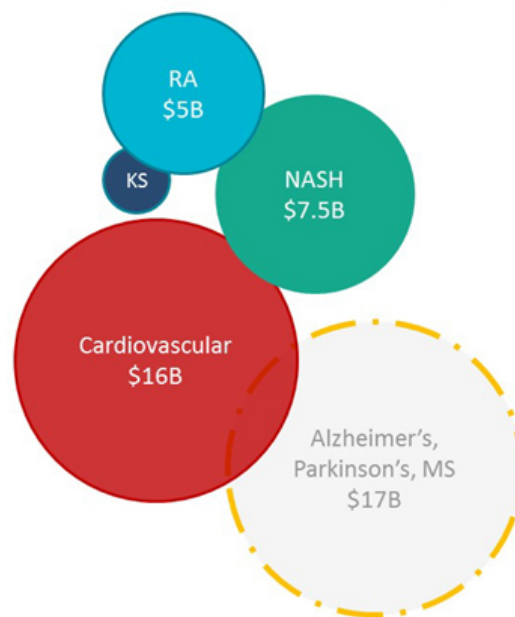 RA
$5B
KS
NASH
$7.5B
Cardiovascular
$16B
Alzheimer's,
Parkinson's, MS
$17B